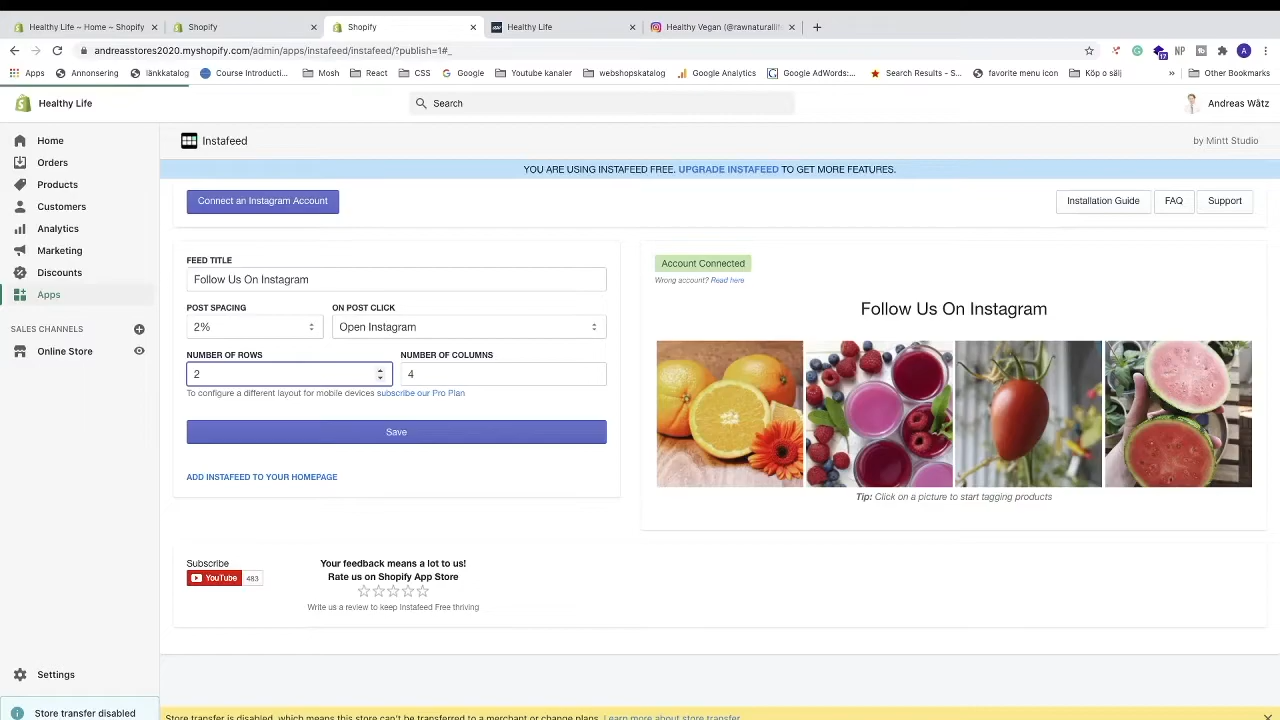 Healthy Life ~ Home ~ Shopify
Shopify
Shopify
Healthy Life
Healthy Vegan (@rawnaturalli
andreasstores2020.myshopify.com/admin/apps/instafeed/instafeed/?publish=1#_
17
NP
A
Apps
Annonsering
länkkatalog
Course Introducti...
Mosh
React
CSS
Google
Youtube kanaler
webshopskatalog
Google Analytics
Google AdWords:...
Search Results - S...
favorite menu icon
Köp o sälj
»
Other Bookmarks
Healthy Life
Search
Andreas Wåtz
Home
Orders
Products
Customers
Analytics
Marketing
Discounts
Apps
SALES CHANNELS
Online Store
Settings
Store transfer disabled
Instafeed
by Mintt Studio
YOU ARE USING INSTAFEED FREE. UPGRADE INSTAFEED TO GET MORE FEATURES.
Connect an Instagram Account
Installation Guide
FAQ
Support
FEED TITLE
Follow Us On Instagram
POST SPACING
ON POST CLICK
2%
Open Instagram
NUMBER OF ROWS
NUMBER OF COLUMNS
2
4
To configure a different layout for mobile devices subscribe our Pro Plan
Save
ADD INSTAFEED TO YOUR HOMEPAGE
Account Connected
Wrong account? Read here
Follow Us On Instagram
Tip: Click on a picture to start tagging products
Subscribe
YouTube 483
Your feedback means a lot to us!
Rate us on Shopify App Store
Write us a review to keep Instafeed Free thriving
Store transfer is disabled, which means this store can't be transferred to a merchant or change plans. Learn more about store transfer